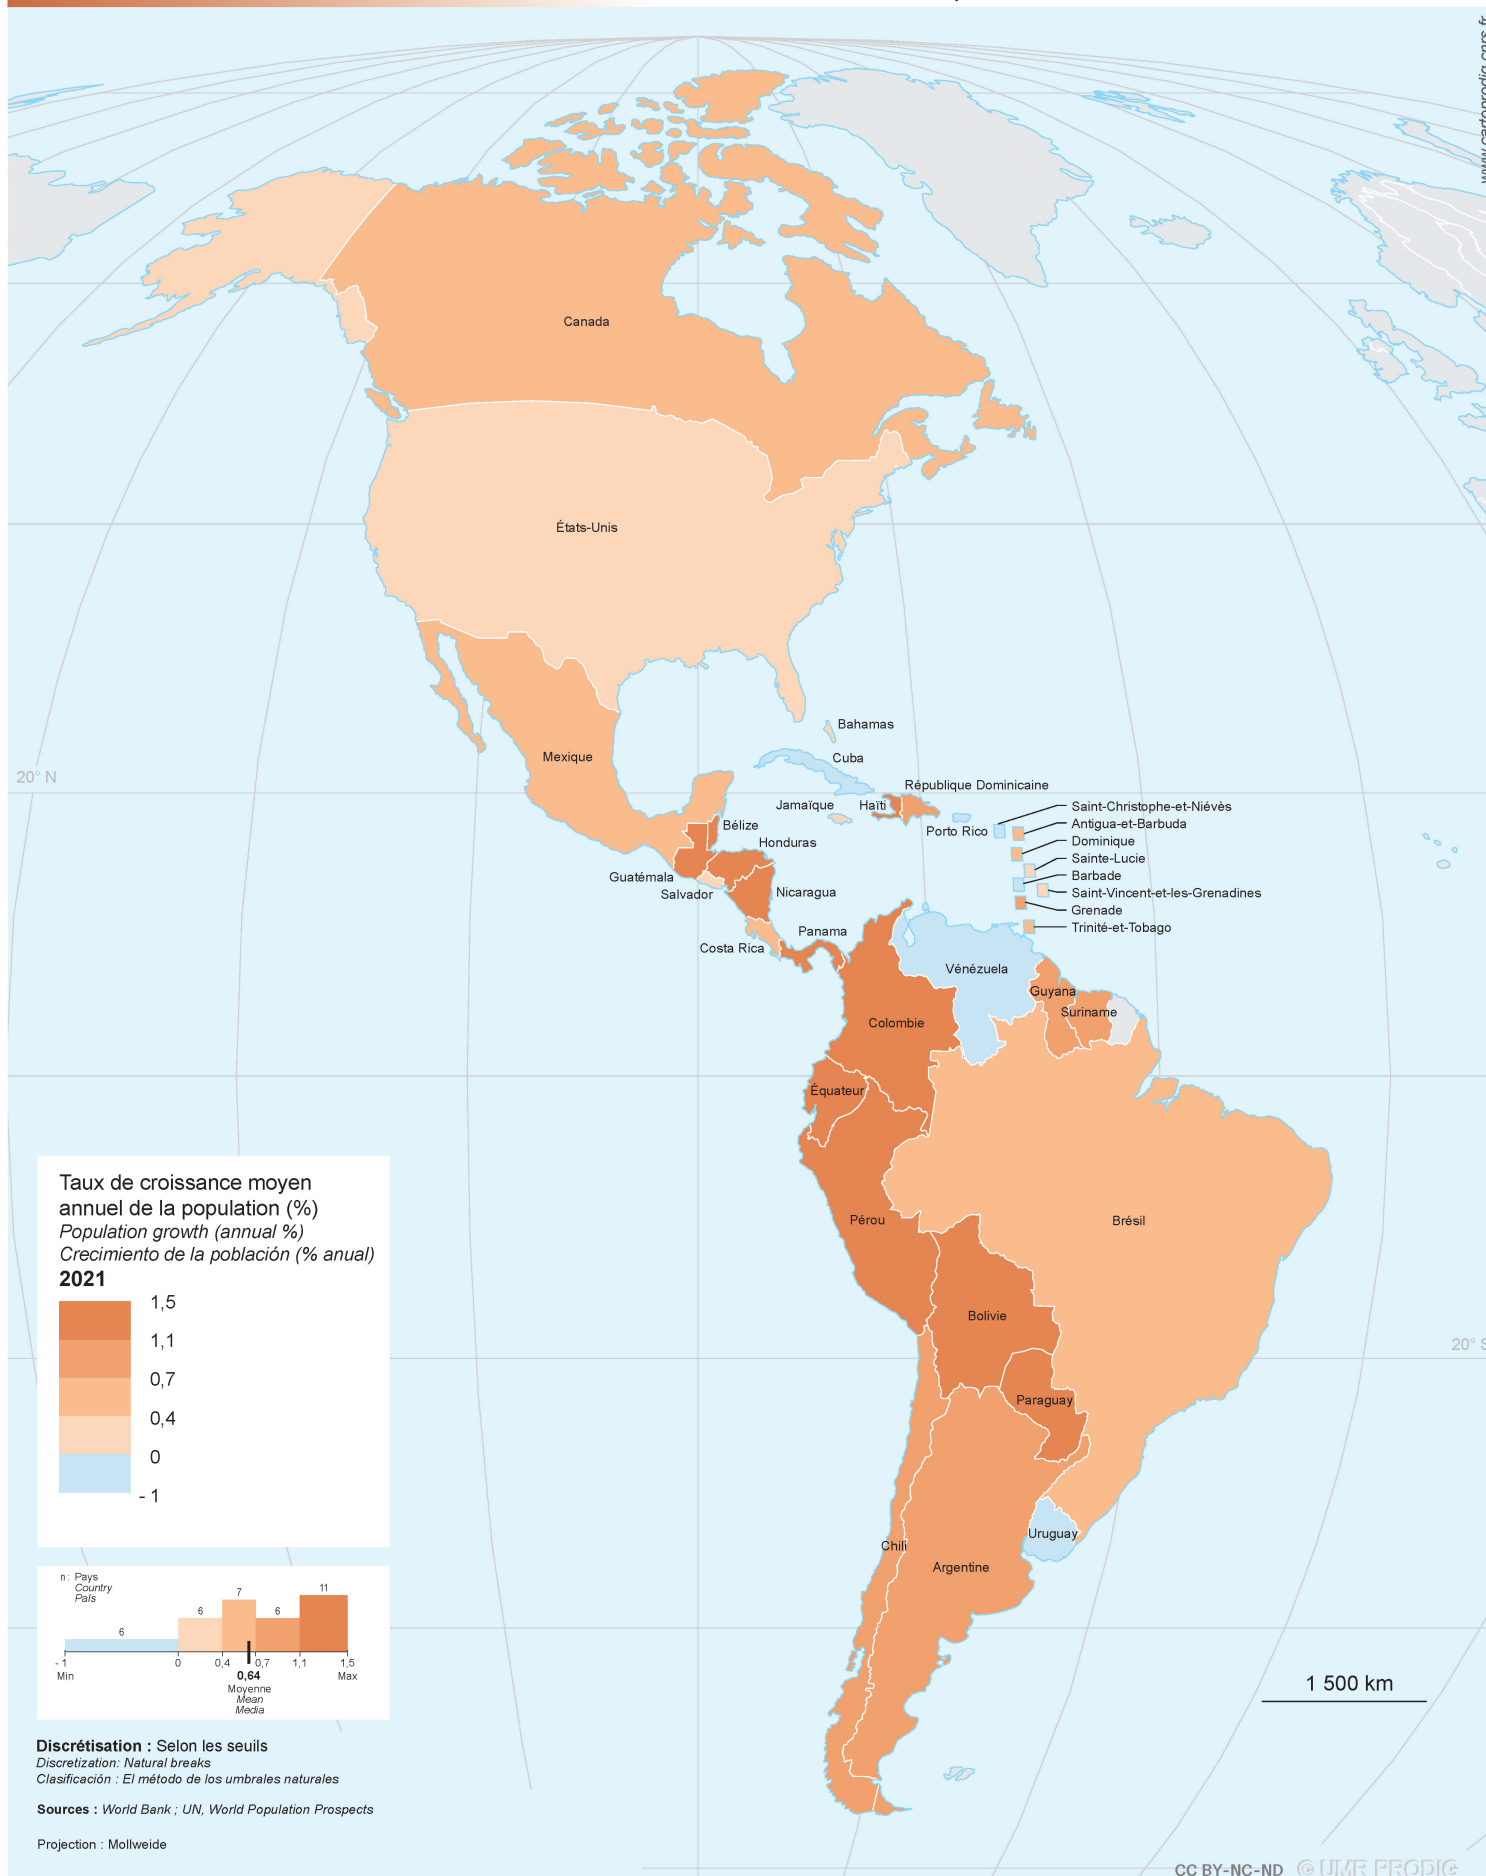 www.cartograf.fr
Canada
États-Unis
Bahamas
Mexique
Cuba
20° N
République Dominicaine
Jamaïque
Haïti
Saint-Christophe-et-Niévès
Porto Rico
Antigua-et-Barbuda
Bélize
Dominique
Honduras
Sainte-Lucie
Guatémala
Barbade
Salvador
Nicaragua
Saint-Vincent-et-les-Grenadines
Grenade
Panama
Trinité-et-Tobago
Costa Rica
Vénézuela
Guyana
Suriname
Colombie
Équateur
Pérou
Brésil
Bolivie
20° S
Paraguay
Uruguay
Chili
Argentine
Taux de croissance moyen
annuel de la population (%)
Population growth (annual %)
Crecimiento de la población (% anual)
2021
1,5
1,1
0,7
0,4
0
- 1
n : Pays
Country
País
6
6
7
6
11
- 1
0
0,4
0,7
1,1
1,5
Min
0,64
Max
Moyenne
Mean
Media
1 500 km
Discrétisation : Selon les seuils
Discretization: Natural breaks
Clasificación : El método de los umbrales naturales
Sources : World Bank ; UN, World Population Prospects
Projection : Mollweide
CC BY-NC-ND © UMR PRODIG